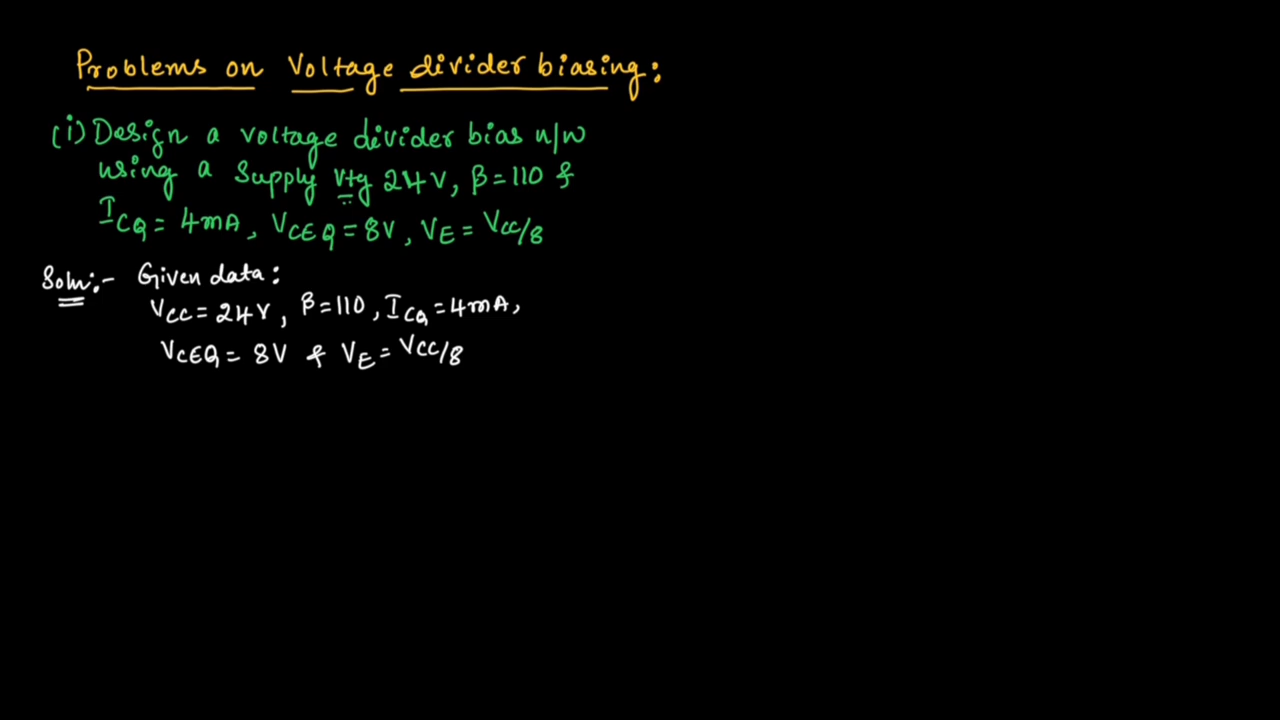 Problems on Voltage divider biasing:
(i) Design a voltage divider bias n/w
using a supply vtg 24V, β=110 &
ICQ = 4mA, VCEQ = 8V, VE = VCC/8
Soln:- Given data:
VCC = 24V, β=110, ICQ = 4mA,
VCEQ = 8V & VE = VCC/8